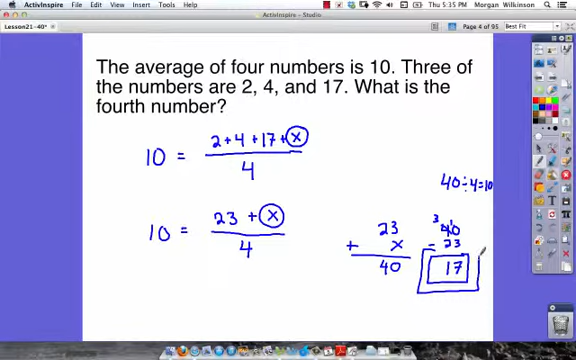 ActivInspire File Edit View Insert Tools Help Thu 5:35 PM Morgan Wilkinson
ActivInspire - Studio
Lesson21-40* Page 4 of 95 Best Fit
The average of four numbers is 10. Three of
the numbers are 2, 4, and 17. What is the
fourth number?
10 = 2+4+17+x
4
40÷4=10
10 = 23 + x
4
23
+ x
40
3 10
40
- 23
17